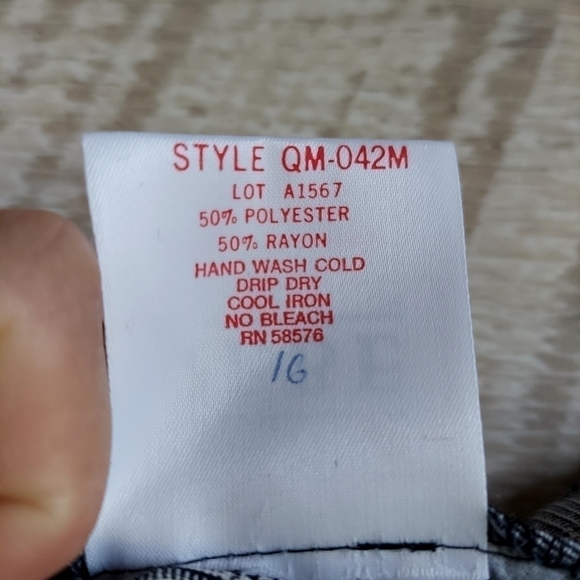 STYLE QM-042M
LOT A1567
50% POLYESTER
50% RAYON
HAND WASH COLD
DRIP DRY
COOL IRON
NO BLEACH
RN 58576
16